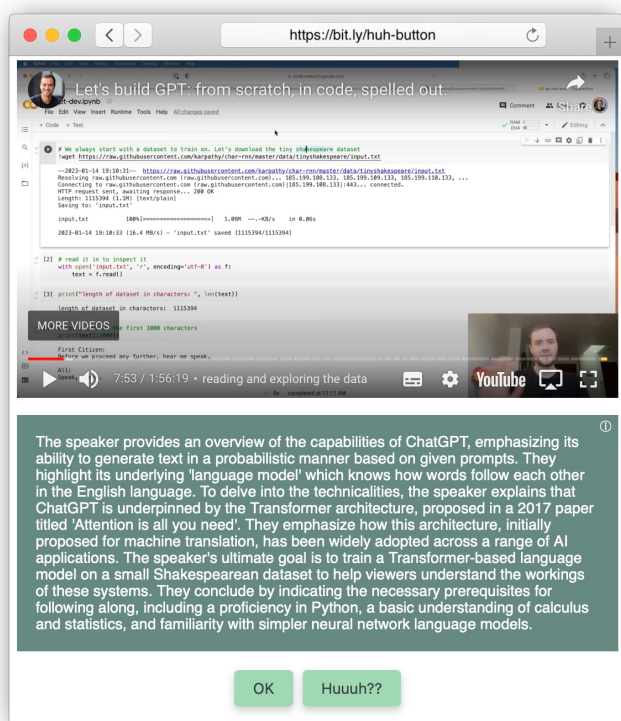 https://bit.ly/huh-button
Let's build GPT: from scratch, in code, spelled out.
pt-dev.ipynb
Share
File Edit View Insert Runtime Tools Help All changes saved
Comment
+ Code + Text
RAM
Disk
Editing
# We always start with a dataset to train on. Let's download the tiny shakespeare dataset
!wget https://raw.githubusercontent.com/karpathy/char-rnn/master/data/tinyshakespeare/input.txt
--2023-01-14 19:10:31-- https://raw.githubusercontent.com/karpathy/char-rnn/master/data/tinyshakespeare/input.txt
Resolving raw.githubusercontent.com (raw.githubusercontent.com)... 185.199.108.133, 185.199.109.133, 185.199.110.133, ...
Connecting to raw.githubusercontent.com (raw.githubusercontent.com)|185.199.108.133|:443... connected.
HTTP request sent, awaiting response... 200 OK
Length: 1115394 (1.1M) [text/plain]
Saving to: 'input.txt'
input.txt 100%[===================>] 1.06M --.-KB/s in 0.06s
2023-01-14 19:10:33 (16.4 MB/s) - 'input.txt' saved [1115394/1115394]
[2] # read it in to inspect it
with open('input.txt', 'r', encoding='utf-8') as f:
text = f.read()
[3] print("length of dataset in characters: ", len(text))
length of dataset in characters: 1115394
MORE VIDEOS
the first 1000 characters
First Citizen:
Before we proceed any further, hear me speak.
All:
Speak,
7:53 / 1:56:19 • reading and exploring the data
YouTube
0s completed at 11:11 AM
The speaker provides an overview of the capabilities of ChatGPT, emphasizing its
ability to generate text in a probabilistic manner based on given prompts. They
highlight its underlying 'language model' which knows how words follow each other
in the English language. To delve into the technicalities, the speaker explains that
ChatGPT is underpinned by the Transformer architecture, proposed in a 2017 paper
titled 'Attention is all you need'. They emphasize how this architecture, initially
proposed for machine translation, has been widely adopted across a range of AI
applications. The speaker's ultimate goal is to train a Transformer-based language
model on a small Shakespearean dataset to help viewers understand the workings
of these systems. They conclude by indicating the necessary prerequisites for
following along, including a proficiency in Python, a basic understanding of calculus
and statistics, and familiarity with simpler neural network language models.
OK
Huuuh??